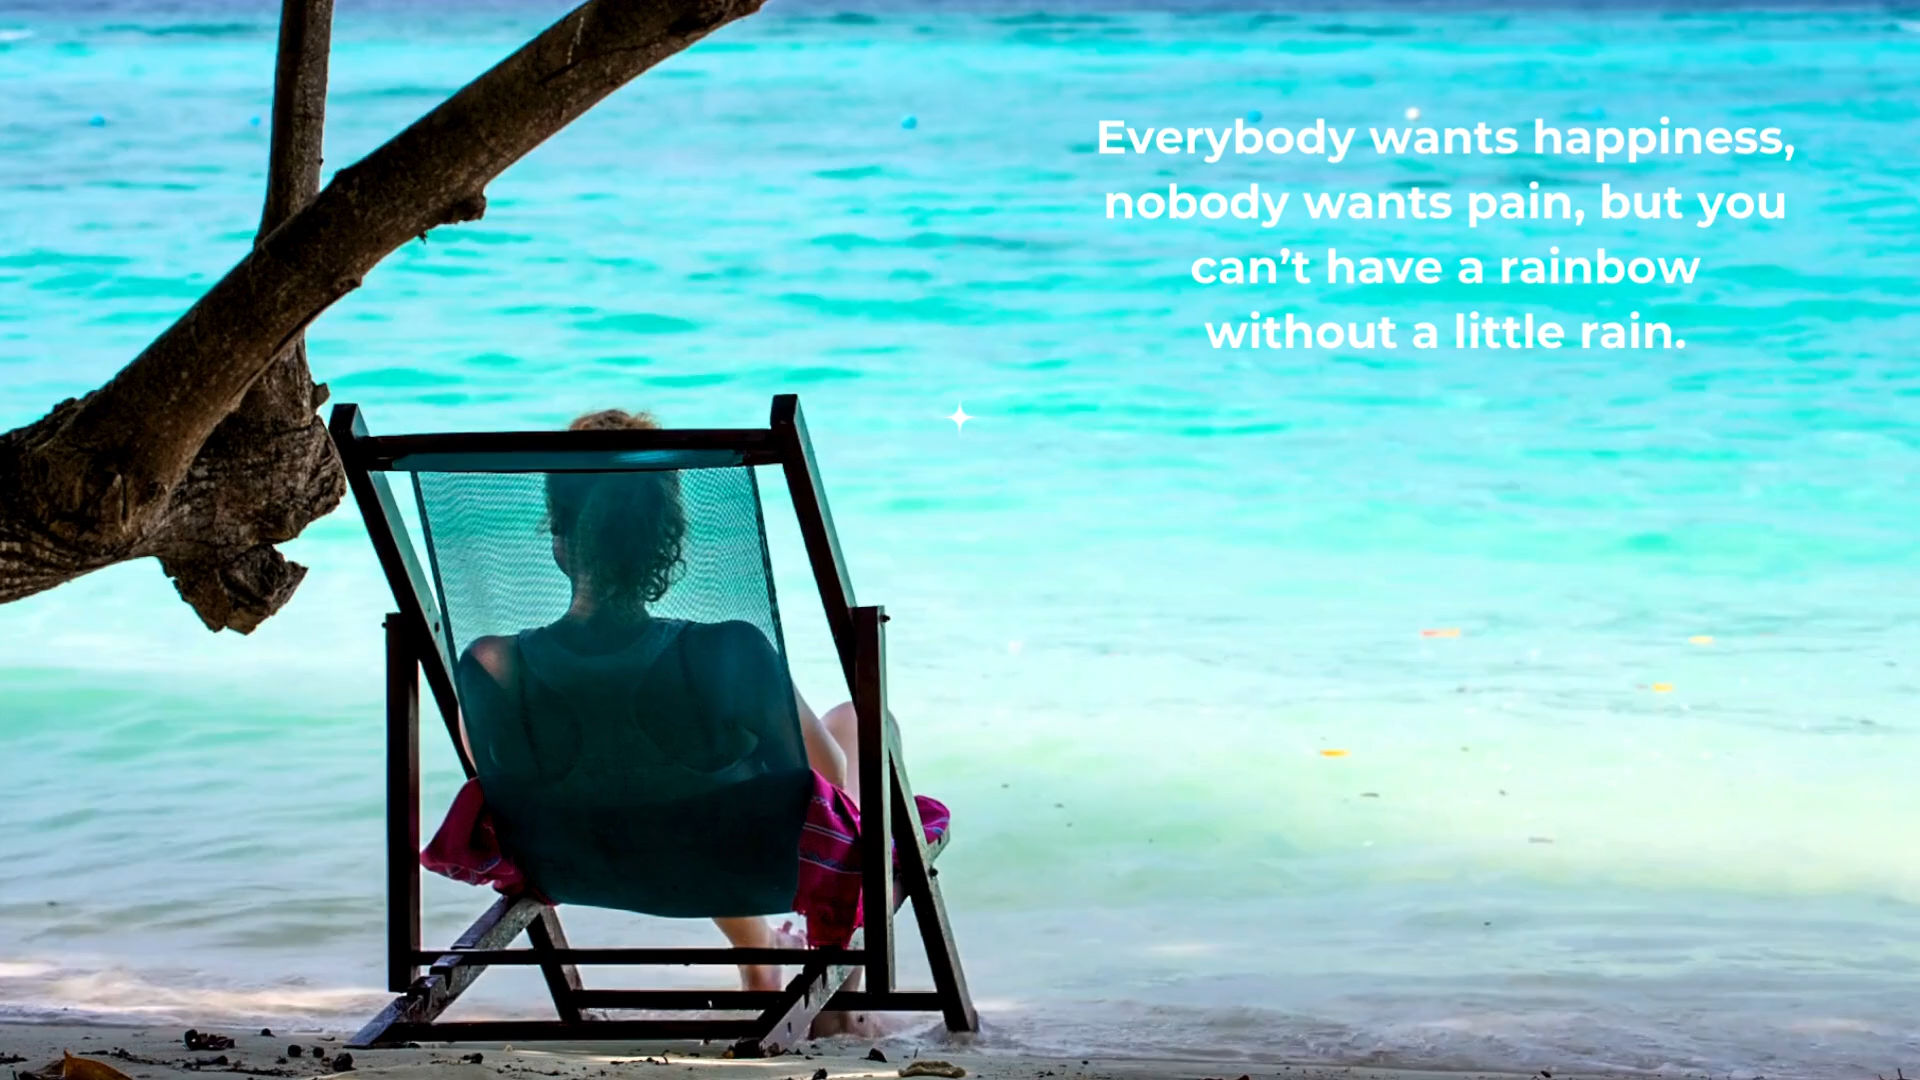 Everybody wants happiness,
nobody wants pain, but you
can’t have a rainbow
without a little rain.